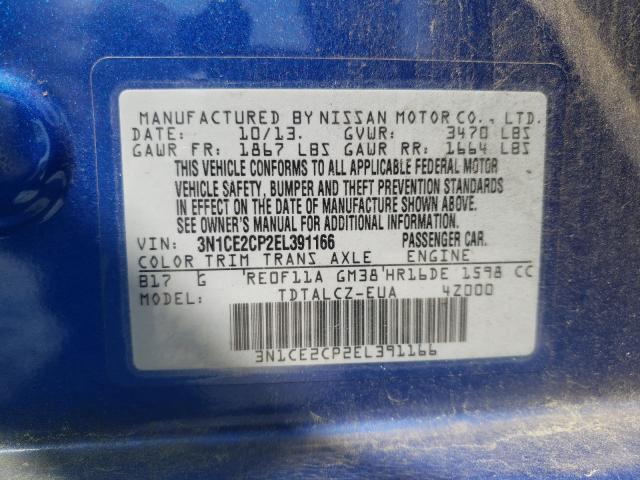 MANUFACTURED BY NISSAN MOTOR CO., LTD.
DATE: 10/13. GVWR: 3470 LBS
GAWR FR: 1867 LBS GAWR RR: 1664 LBS
THIS VEHICLE CONFORMS TO ALL APPLICABLE FEDERAL MOTOR
VEHICLE SAFETY, BUMPER AND THEFT PREVENTION STANDARDS
IN EFFECT ON THE DATE OF MANUFACTURE SHOWN ABOVE.
SEE OWNER'S MANUAL FOR ADDITIONAL INFORMATION.
VIN: 3N1CE2CP2EL391166 PASSENGER CAR.
COLOR TRIM TRANS AXLE ENGINE
B17 G RE0F11A GM38 HR16DE 1598 CC
MODEL: TDTALCZ-EUA 4Z000
3N1CE2CP2EL391166